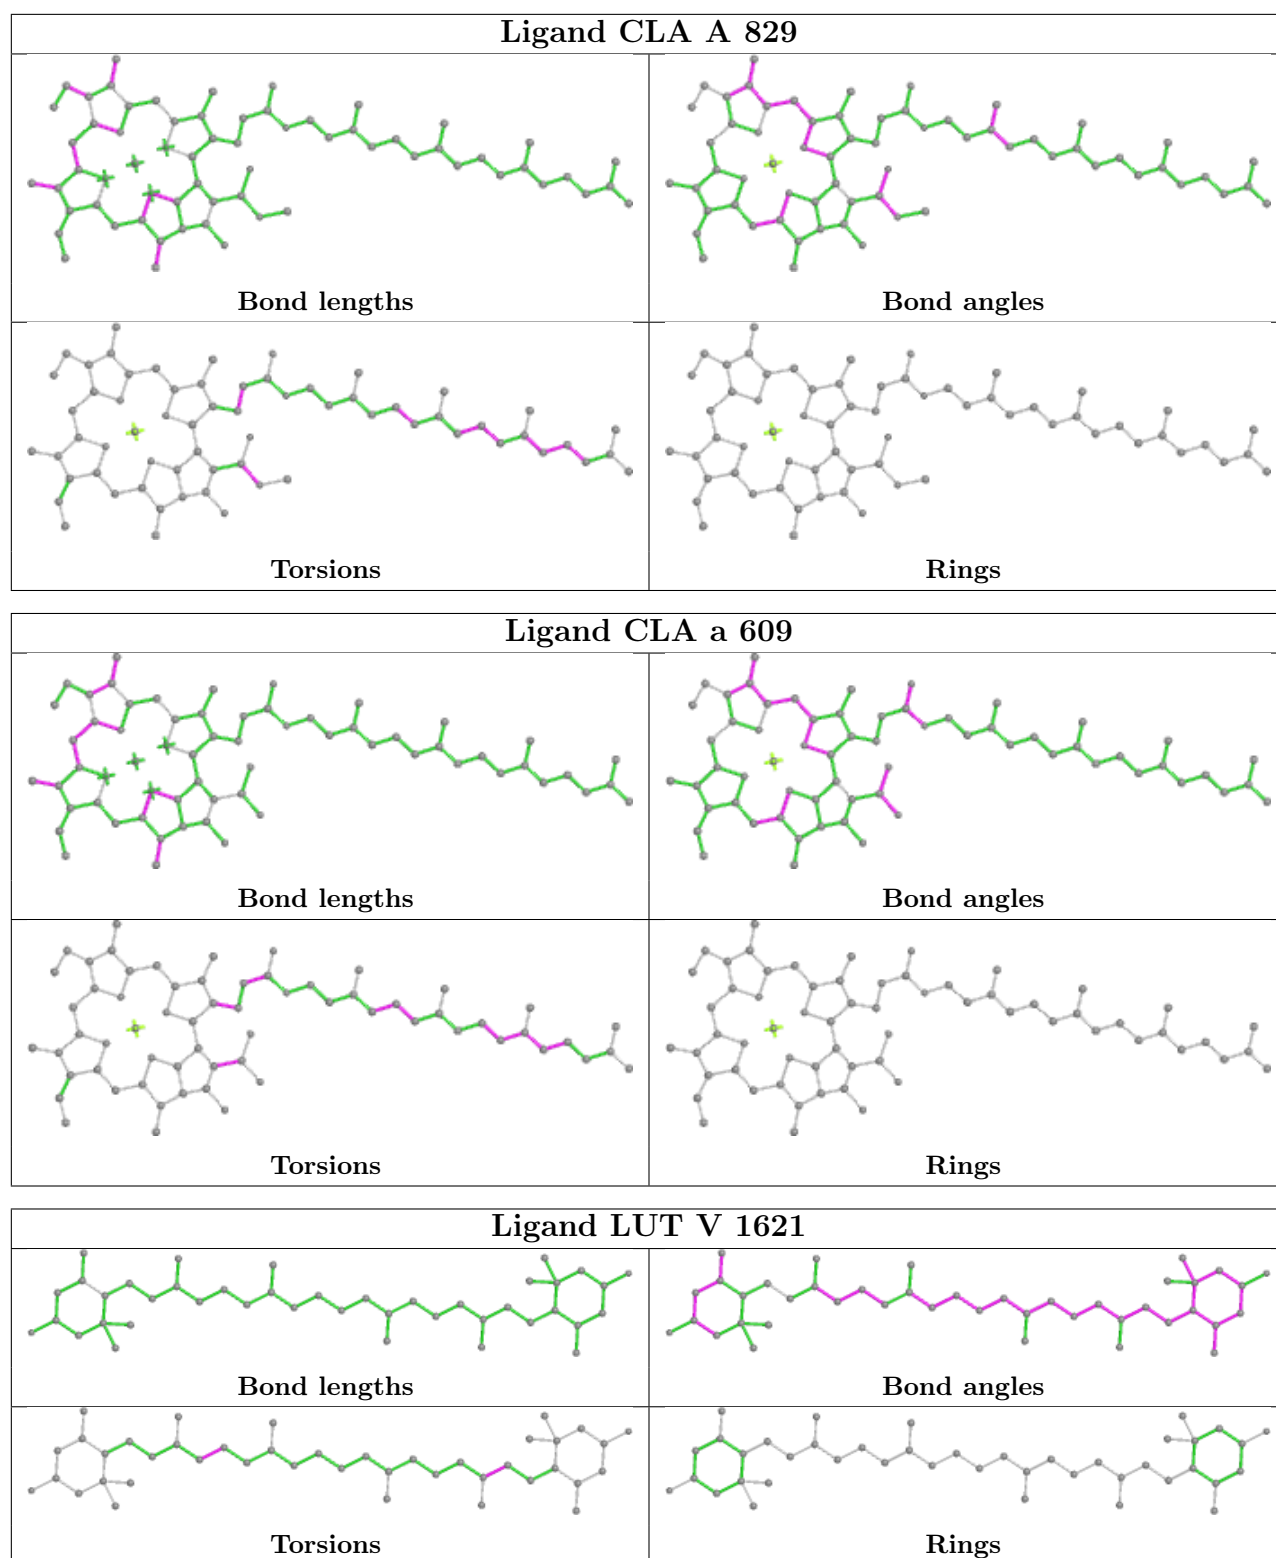 Ligand CLA A 829
Bond lengths
Bond angles
Torsions
Rings
Ligand CLA a 609
Bond lengths
Bond angles
Torsions
Rings
Ligand LUT V 1621
Bond lengths
Bond angles
Torsions
Rings